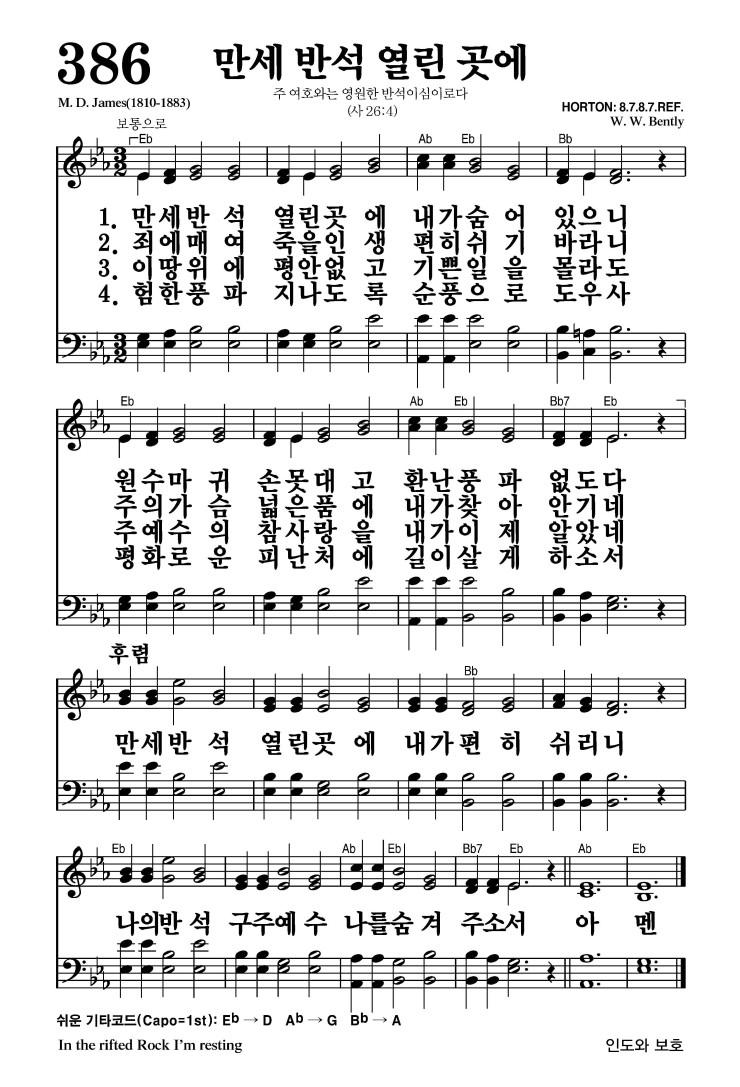 386 만세 반석 열린 곳에
주 여호와는 영원한 반석이심이로다
(사 26:4)
M. D. James(1810-1883)
HORTON: 8.7.8.7.REF.
W. W. Bently
보통으로
Eb Ab Eb Bb
1. 만세반 석 열린곳 에 내가숨 어 있으니
2. 죄에매 여 죽을인 생 편히쉬 기 바라니
3. 이땅위 에 평안없 고 기쁜일 을 몰라도
4. 험한풍 파 지나도 록 순풍으 로 도우사
Eb Ab Eb Bb7 Eb
원수마 귀 손못대 고 환난풍 파 없도다
주의가 슴 넓은품 에 내가찾 아 안기네
주예수 의 참사랑 을 내가이 제 알았네
평화로 운 피난처 에 길이살 게 하소서
후렴
Bb
만세반 석 열린곳 에 내가편 히 쉬리니
Eb Ab Eb Bb7 Eb Ab Eb
나의반 석 구주예 수 나를숨 겨 주소서 아 멘
쉬운 기타코드(Capo=1st): Eb → D Ab → G Bb → A
In the rifted Rock I'm resting
인도와 보호